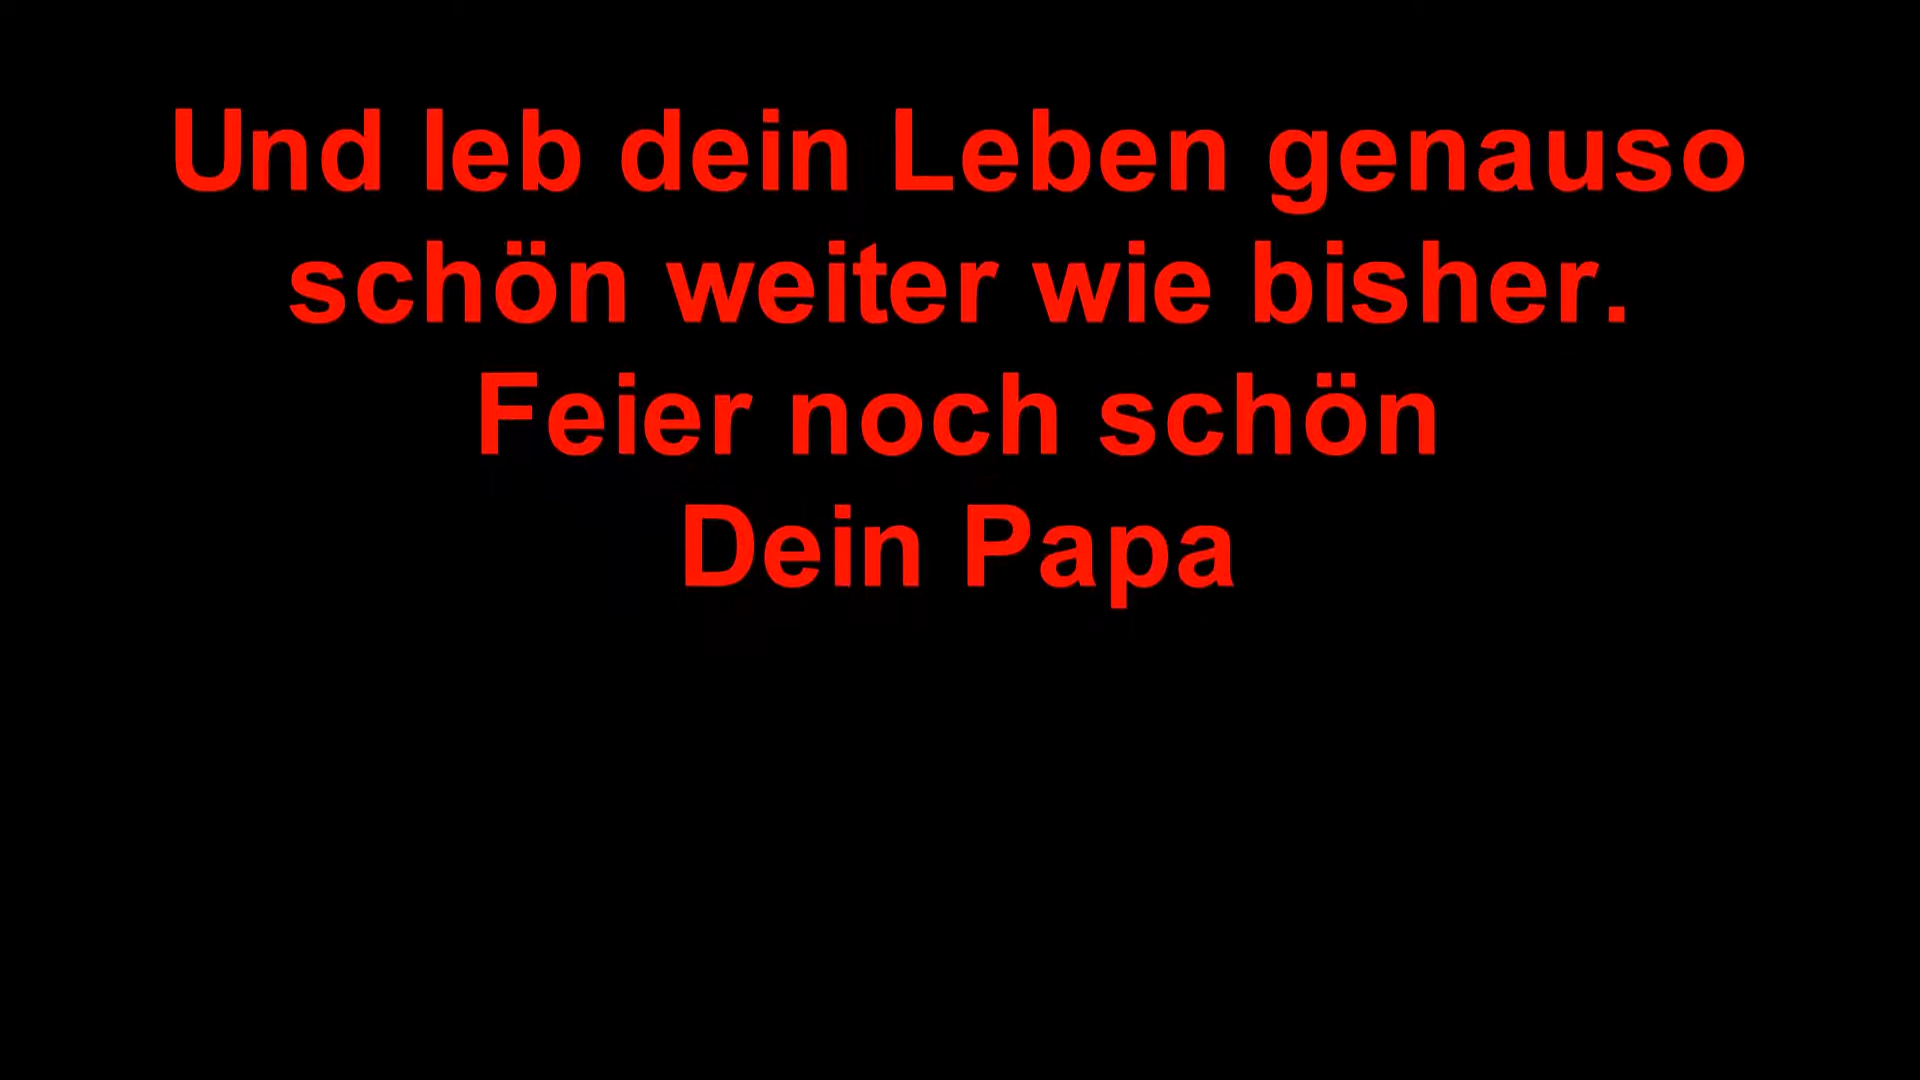 Und leb dein Leben genauso
schön weiter wie bisher.
Feier noch schön
Dein Papa